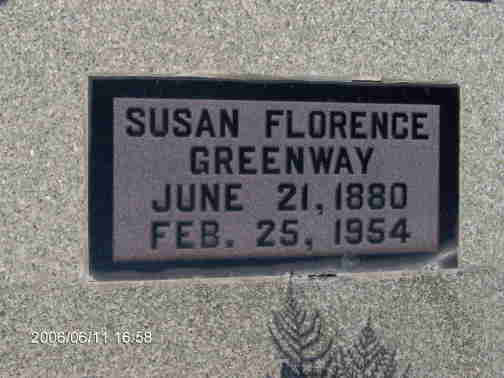 SUSAN FLORENCE
GREENWAY
JUNE 21, 1880
FEB. 25, 1954
2006/06/11 16:58